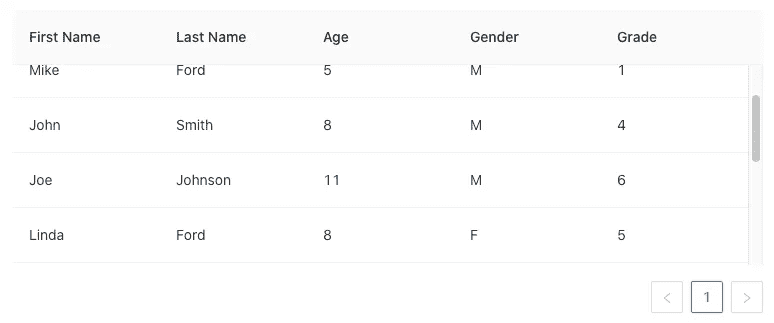 First Name Last Name Age Gender Grade
Mike Ford 5 M 1
John Smith 8 M 4
Joe Johnson 11 M 6
Linda Ford 8 F 5
< 1 >